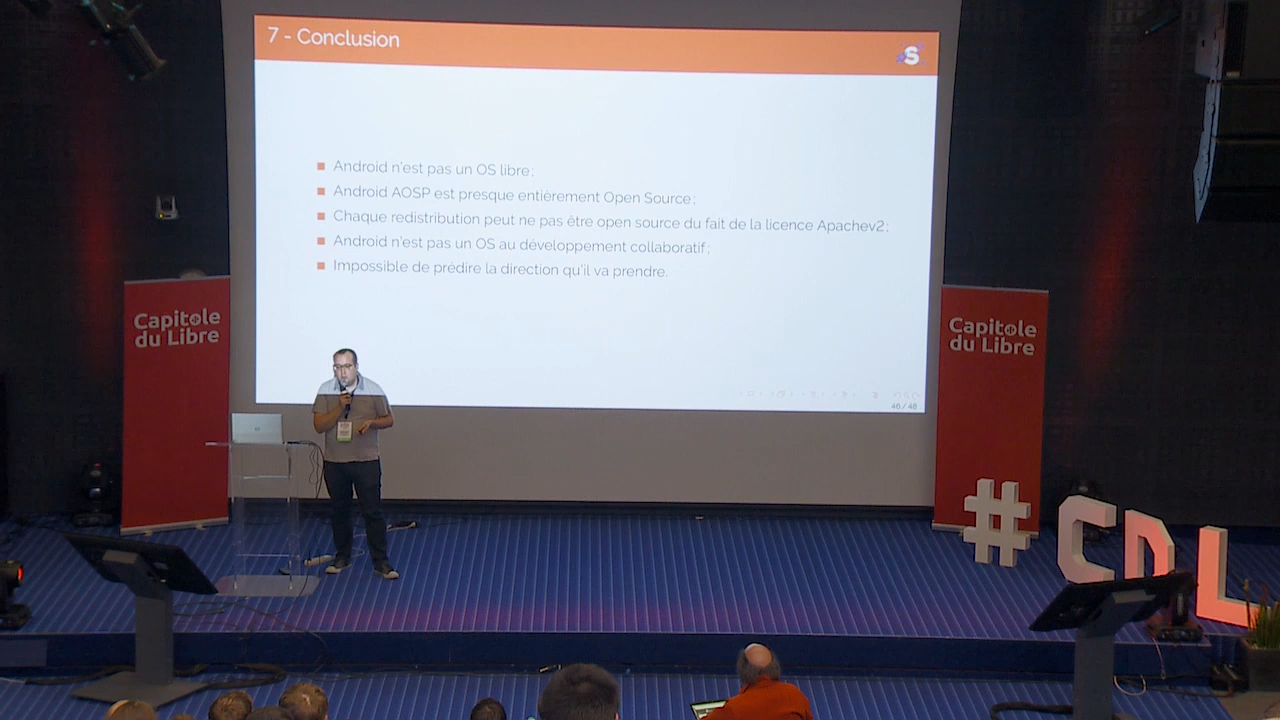 7 - Conclusion
S
Android n'est pas un OS libre;
Android AOSP est presque entièrement Open Source;
Chaque redistribution peut ne pas être open source du fait de la licence Apachev2;
Android n'est pas un OS au développement collaboratif;
Impossible de prédire la direction qu'il va prendre.
48/48
Capitole
du Libre
Capitole
du Libre
#CDL